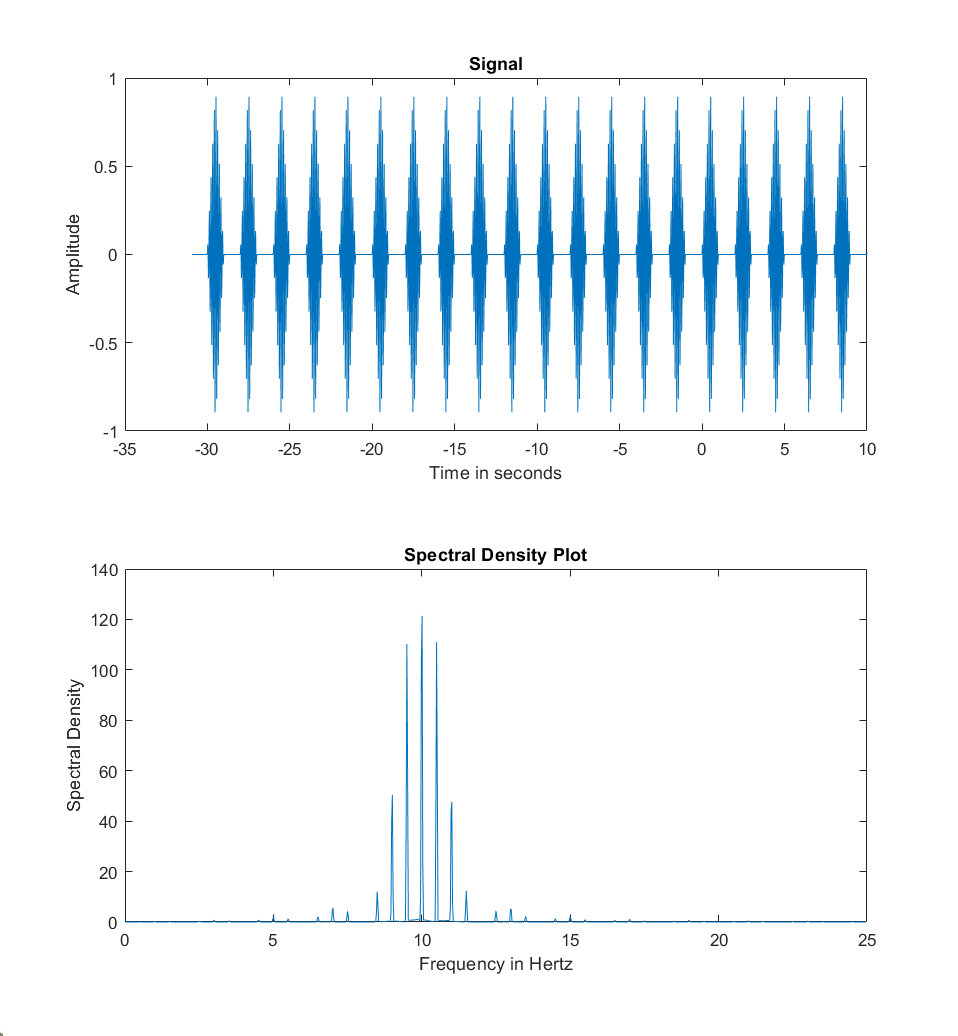 Signal
1
0.5
0
-0.5
-1
Amplitude
-35 -30 -25 -20 -15 -10 -5 0 5 10
Time in seconds
Spectral Density Plot
140
120
100
80
60
40
20
0
Spectral Density
0 5 10 15 20 25
Frequency in Hertz